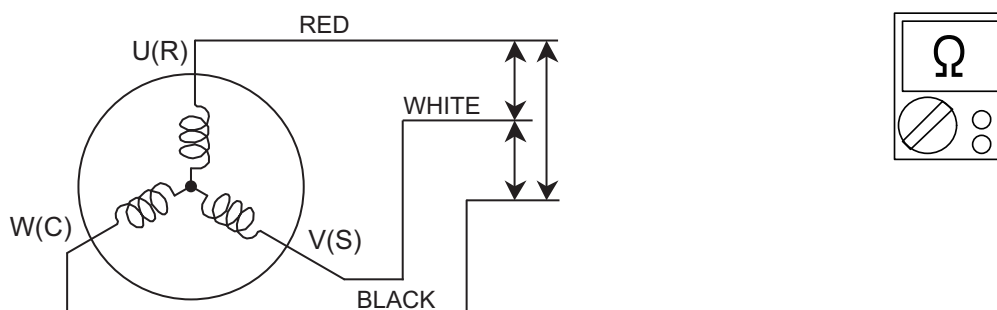 RED
U(R)
Ω
WHITE
W(C)
V(S)
BLACK